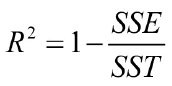 R² = 1 - SSE/SST